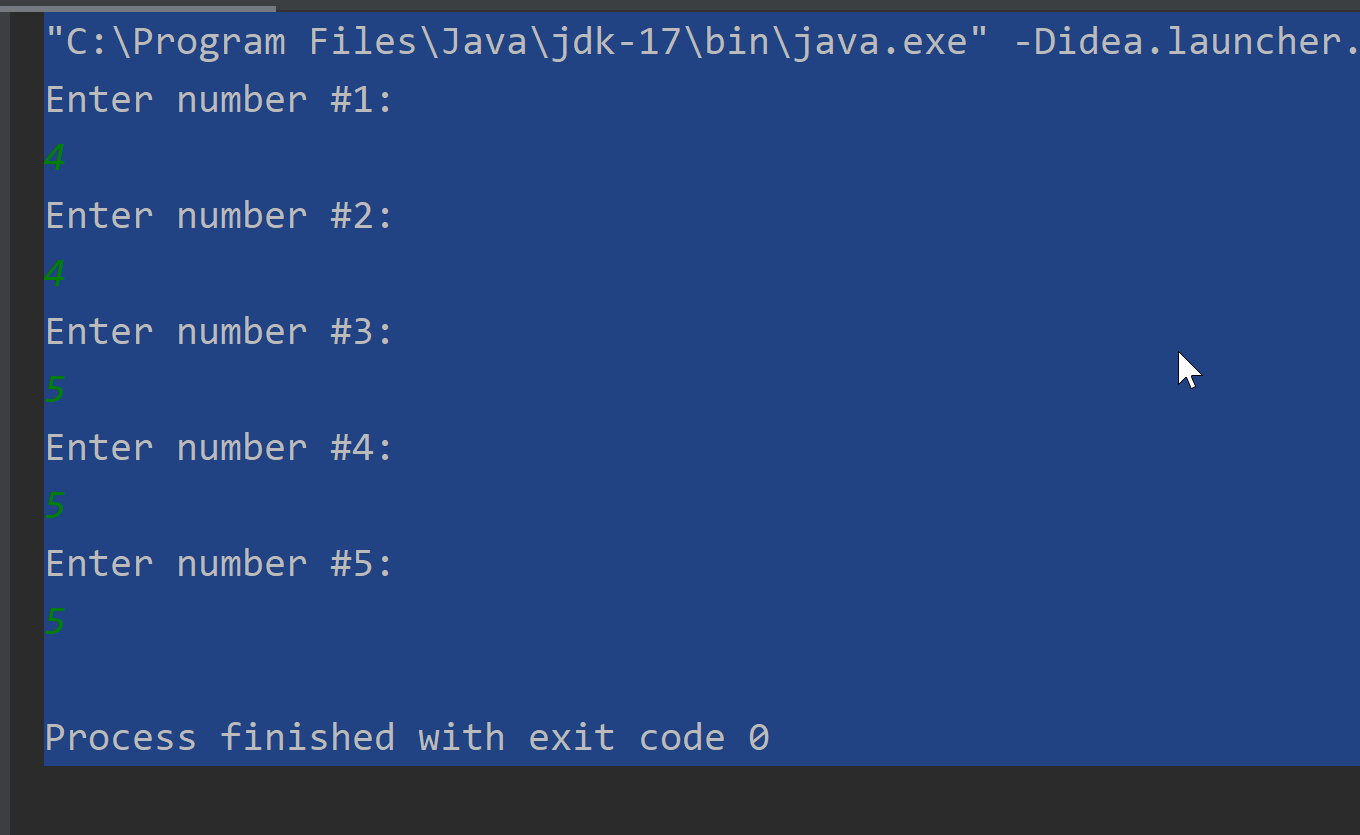 "C:\Program Files\Java\jdk-17\bin\java.exe" -Didea.launcher.
Enter number #1:
4
Enter number #2:
4
Enter number #3:
5
Enter number #4:
5
Enter number #5:
5
Process finished with exit code 0